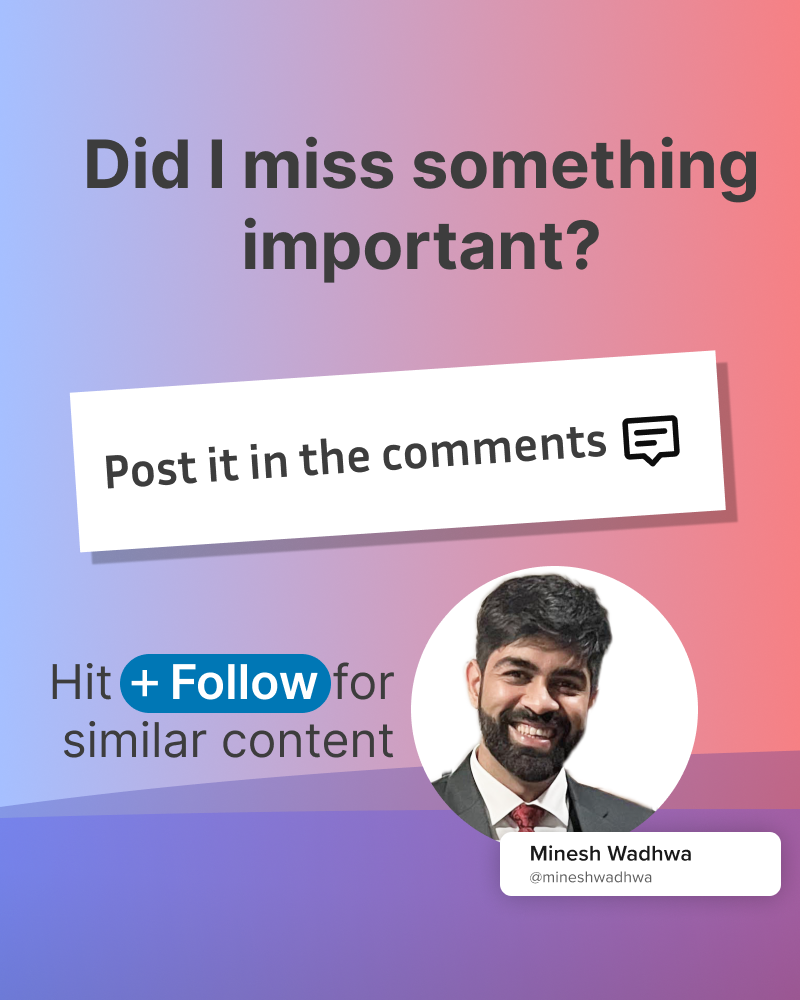 Did I miss something
important?
Post it in the comments
Hit + Follow for
similar content
Minesh Wadhwa
@mineshwadhwa